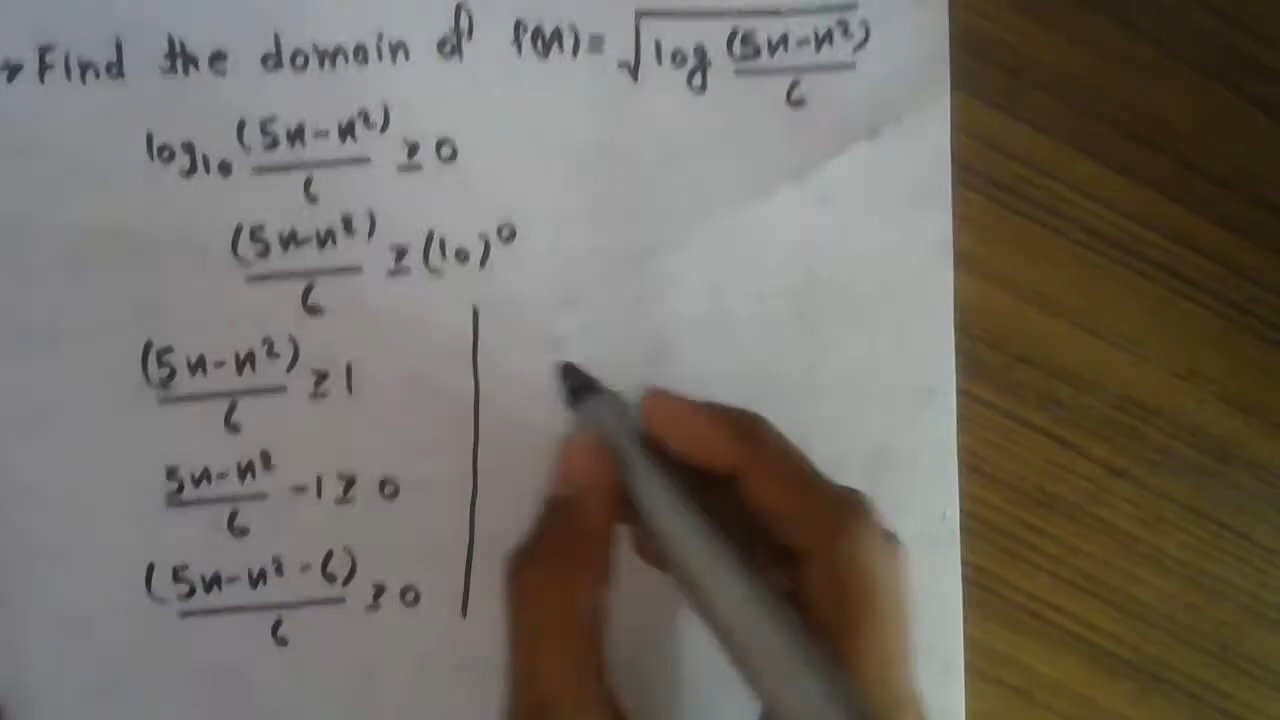 → Find the domain of f(x) = √log (5x-x²)/6
log₁₀ (5x-x²)/6 ≥ 0
(5x-x²)/6 ≥ (10)⁰
(5x-x²)/6 ≥ 1
5x-x²/6 -1 ≥ 0
(5x-x²-6)/6 ≥ 0